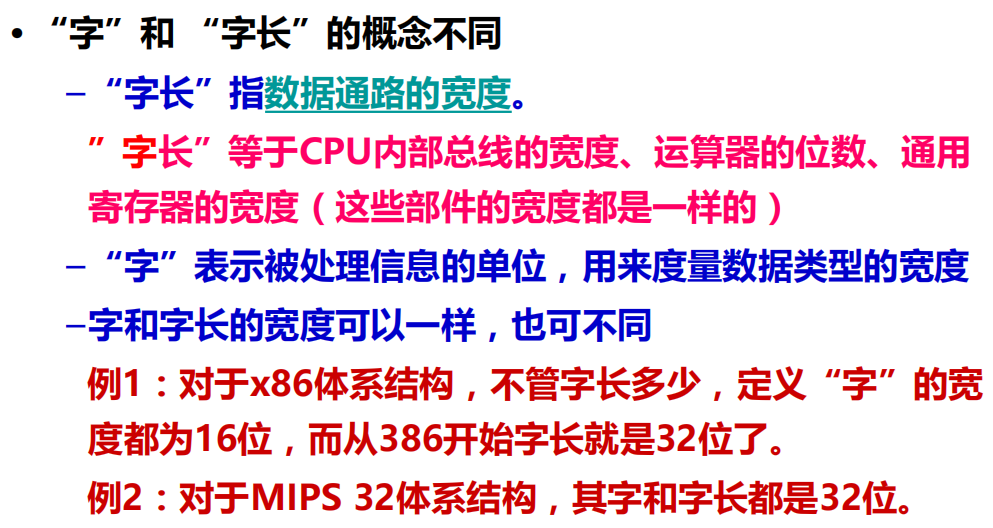 • “字”和 “字长”的概念不同
–“字长”指数据通路的宽度。
”字长”等于CPU内部总线的宽度、运算器的位数、通用
寄存器的宽度（这些部件的宽度都是一样的）
–“字”表示被处理信息的单位，用来度量数据类型的宽度
–字和字长的宽度可以一样，也可不同
例1：对于x86体系结构，不管字长多少，定义“字”的宽
度都为16位，而从386开始字长就是32位了。
例2：对于MIPS 32体系结构，其字和字长都是32位。